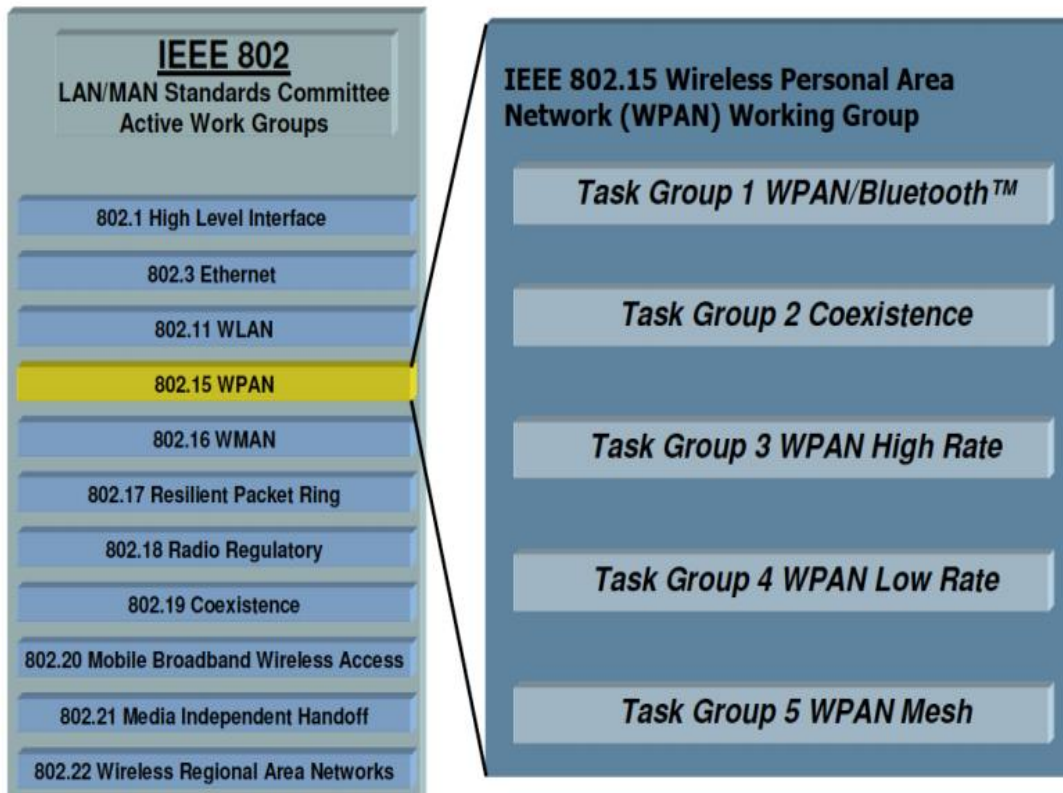 IEEE 802
LAN/MAN Standards Committee
Active Work Groups
802.1 High Level Interface
802.3 Ethernet
802.11 WLAN
802.15 WPAN
802.16 WMAN
802.17 Resilient Packet Ring
802.18 Radio Regulatory
802.19 Coexistence
802.20 Mobile Broadband Wireless Access
802.21 Media Independent Handoff
802.22 Wireless Regional Area Networks
IEEE 802.15 Wireless Personal Area
Network (WPAN) Working Group
Task Group 1 WPAN/Bluetooth™
Task Group 2 Coexistence
Task Group 3 WPAN High Rate
Task Group 4 WPAN Low Rate
Task Group 5 WPAN Mesh